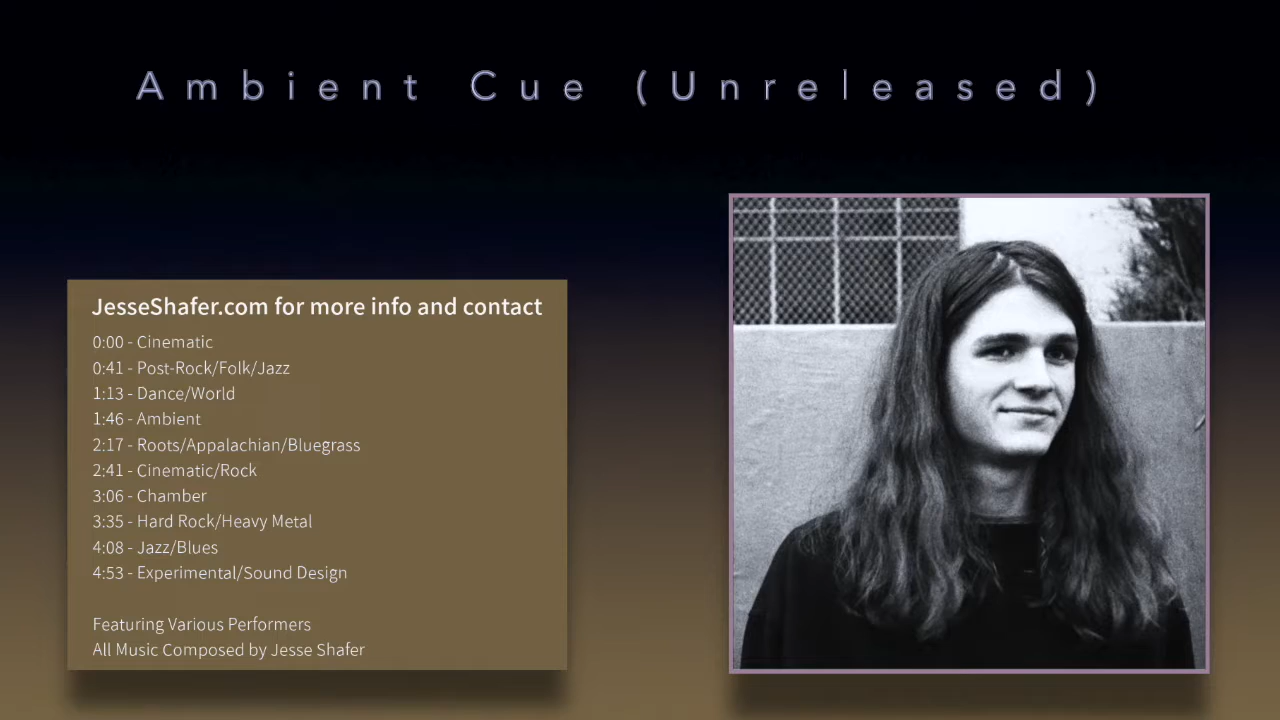 Ambient Cue (Unreleased)
JesseShafer.com for more info and contact
0:00 - Cinematic
0:41 - Post-Rock/Folk/Jazz
1:13 - Dance/World
1:46 - Ambient
2:17 - Roots/Appalachian/Bluegrass
2:41 - Cinematic/Rock
3:06 - Chamber
3:35 - Hard Rock/Heavy Metal
4:08 - Jazz/Blues
4:53 - Experimental/Sound Design
Featuring Various Performers
All Music Composed by Jesse Shafer